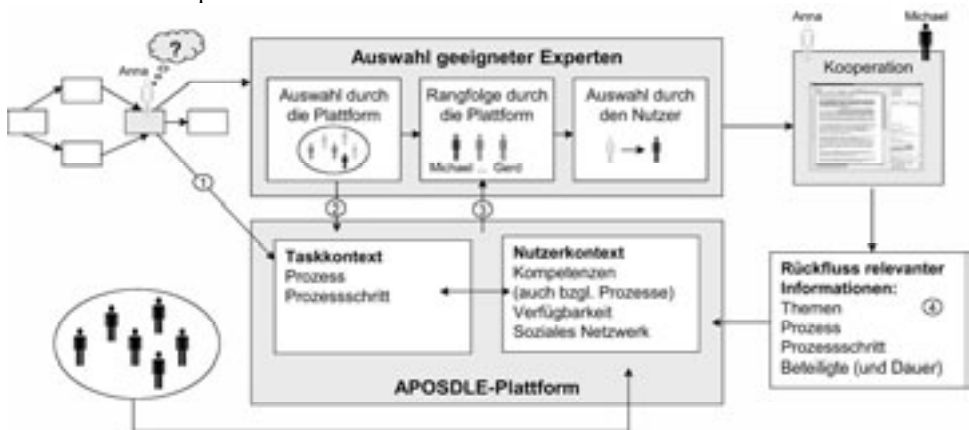 Anna
?
Auswahl geeigneter Experten
Auswahl durch
die Plattform
Rangfolge durch
die Plattform
Michael ... Gerd
Auswahl durch
den Nutzer
Anna
Michael
Kooperation
1
2
3
Taskkontext
Prozess
Prozessschritt
Nutzerkontext
Kompetenzen
(auch bzgl. Prozesse)
Verfügbarkeit
Soziales Netzwerk
APOSDLE-Plattform
Rückfluss relevanter
Informationen:
Themen
4
Prozess
Prozessschritt
Beteiligte (und Dauer)